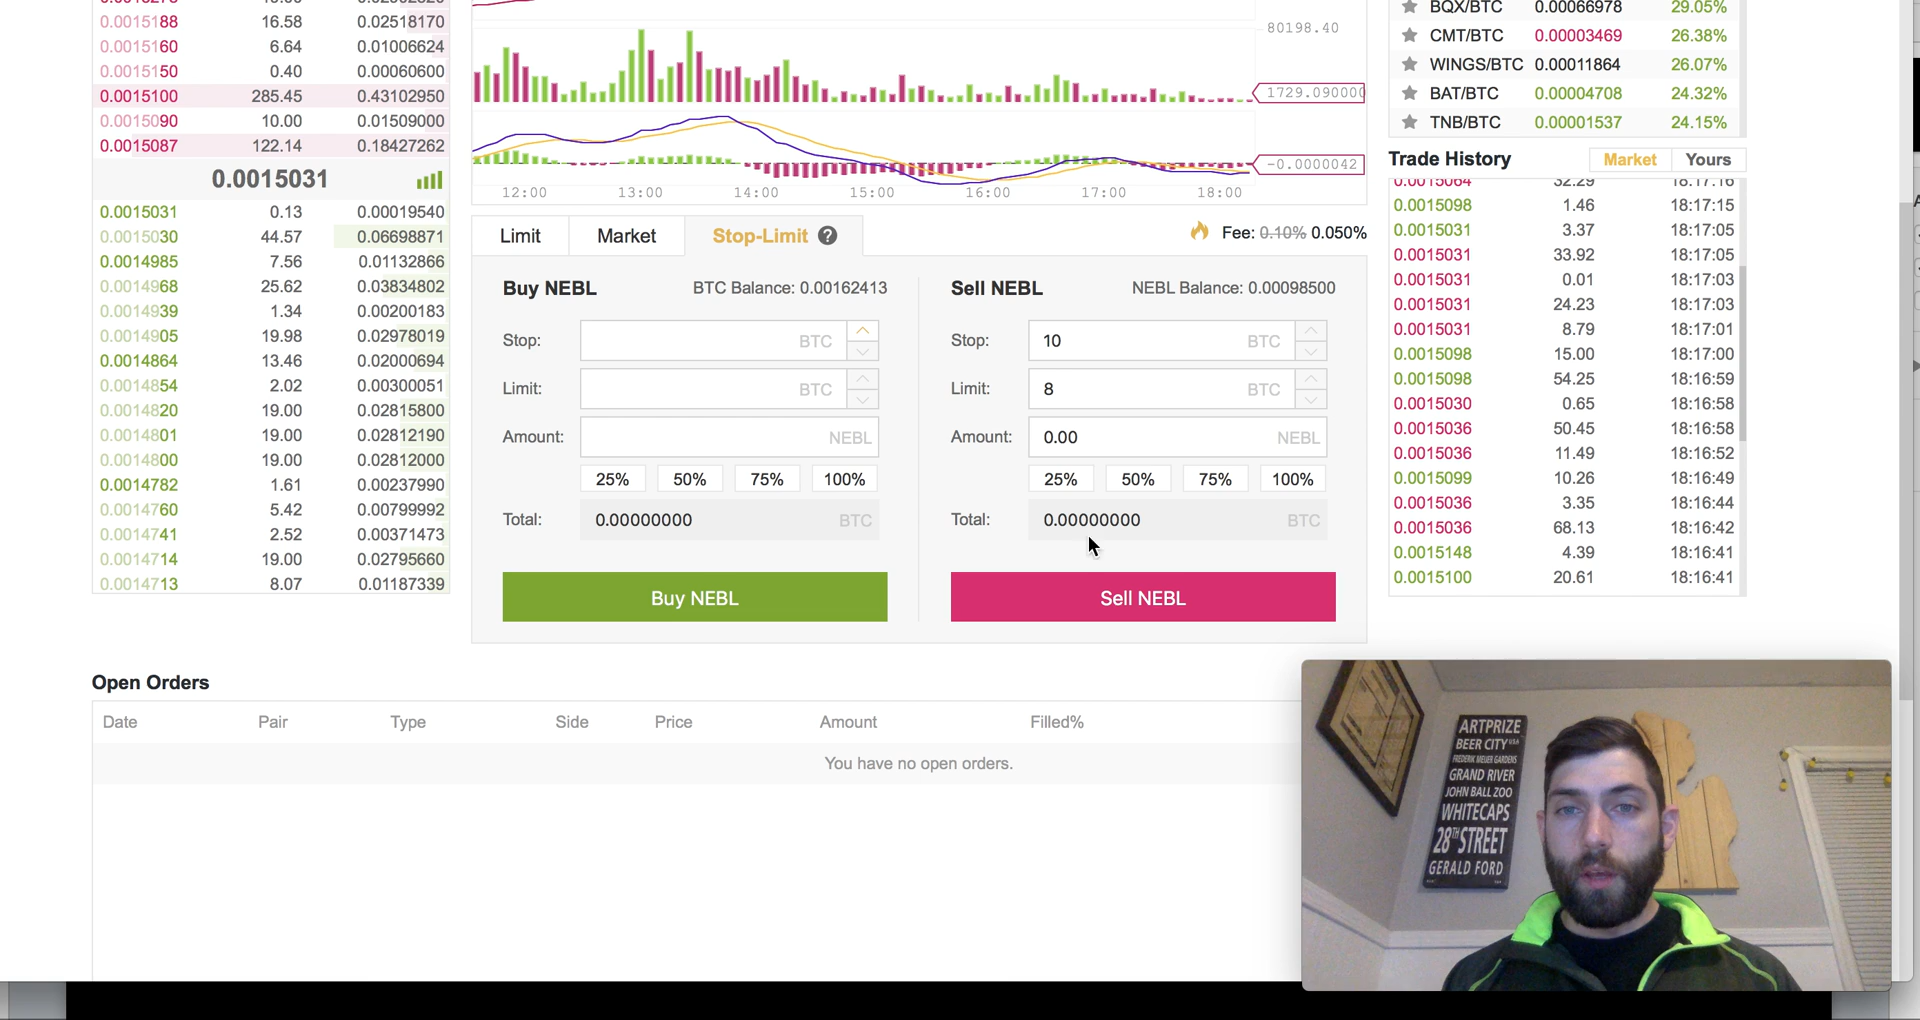 0.0015188 16.58 0.02518170
0.0015160 6.64 0.01006624
0.0015150 0.40 0.00060600
0.0015100 285.45 0.43102950
0.0015090 10.00 0.01509000
0.0015087 122.14 0.18427262
0.0015031
0.0015031 0.13 0.00019540
0.0015030 44.57 0.06698871
0.0014985 7.56 0.01132866
0.0014968 25.62 0.03834802
0.0014939 1.34 0.00200183
0.0014905 19.98 0.02978019
0.0014864 13.46 0.02000694
0.0014854 2.02 0.00300051
0.0014820 19.00 0.02815800
0.0014801 19.00 0.02812190
0.0014800 19.00 0.02812000
0.0014782 1.61 0.00237990
0.0014760 5.42 0.00799992
0.0014741 2.52 0.00371473
0.0014714 19.00 0.02795660
0.0014713 8.07 0.01187339
80198.40
1729.090000
-0.0000042
12:00 13:00 14:00 15:00 16:00 17:00 18:00
Limit Market Stop-Limit ? Fee: 0.10% 0.050%
Buy NEBL BTC Balance: 0.00162413
Stop: BTC
Limit: BTC
Amount: NEBL
25% 50% 75% 100%
Total: 0.00000000 BTC
Buy NEBL
Sell NEBL NEBL Balance: 0.00098500
Stop: 10 BTC
Limit: 8 BTC
Amount: 0.00 NEBL
25% 50% 75% 100%
Total: 0.00000000 BTC
Sell NEBL
BQX/BTC 0.00066978 29.05%
CMT/BTC 0.00003469 26.38%
WINGS/BTC 0.00011864 26.07%
BAT/BTC 0.00004708 24.32%
TNB/BTC 0.00001537 24.15%
Trade History Market Yours
0.0015064 32.29 18:17:16
0.0015098 1.46 18:17:15
0.0015031 3.37 18:17:05
0.0015031 33.92 18:17:05
0.0015031 0.01 18:17:03
0.0015031 24.23 18:17:03
0.0015031 8.79 18:17:01
0.0015098 15.00 18:17:00
0.0015098 54.25 18:16:59
0.0015030 0.65 18:16:58
0.0015036 50.45 18:16:58
0.0015036 11.49 18:16:52
0.0015099 10.26 18:16:49
0.0015036 3.35 18:16:44
0.0015036 68.13 18:16:42
0.0015148 4.39 18:16:41
0.0015100 20.61 18:16:41
Open Orders
Date Pair Type Side Price Amount Filled%
You have no open orders.
ARTPRIZE
BEER CITY USA
FREDERIK MEIJER GARDENS
GRAND RIVER
JOHN BALL ZOO
WHITECAPS
28TH STREET
GERALD FORD